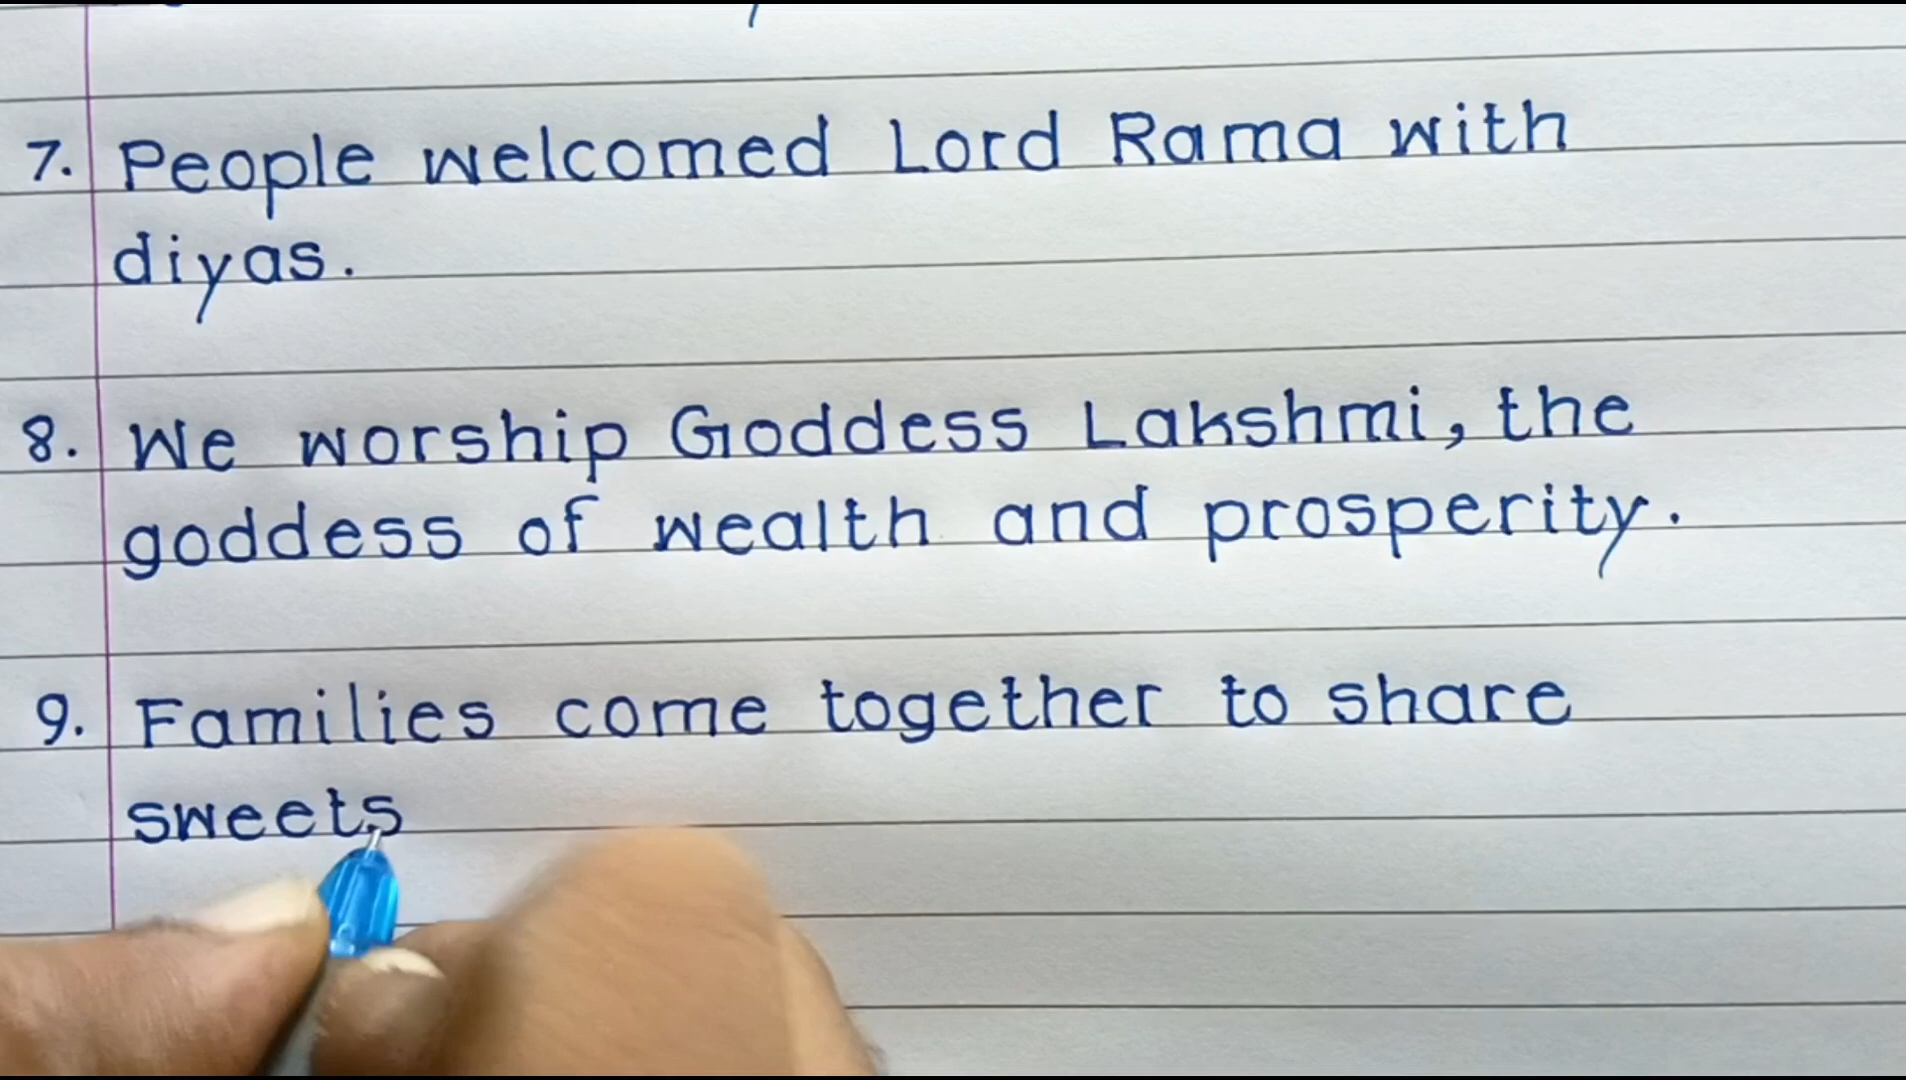 7. People welcomed Lord Rama with
diyas.
8. We worship Goddess Lakshmi, the
goddess of wealth and prosperity.
9. Families come together to share
sweets